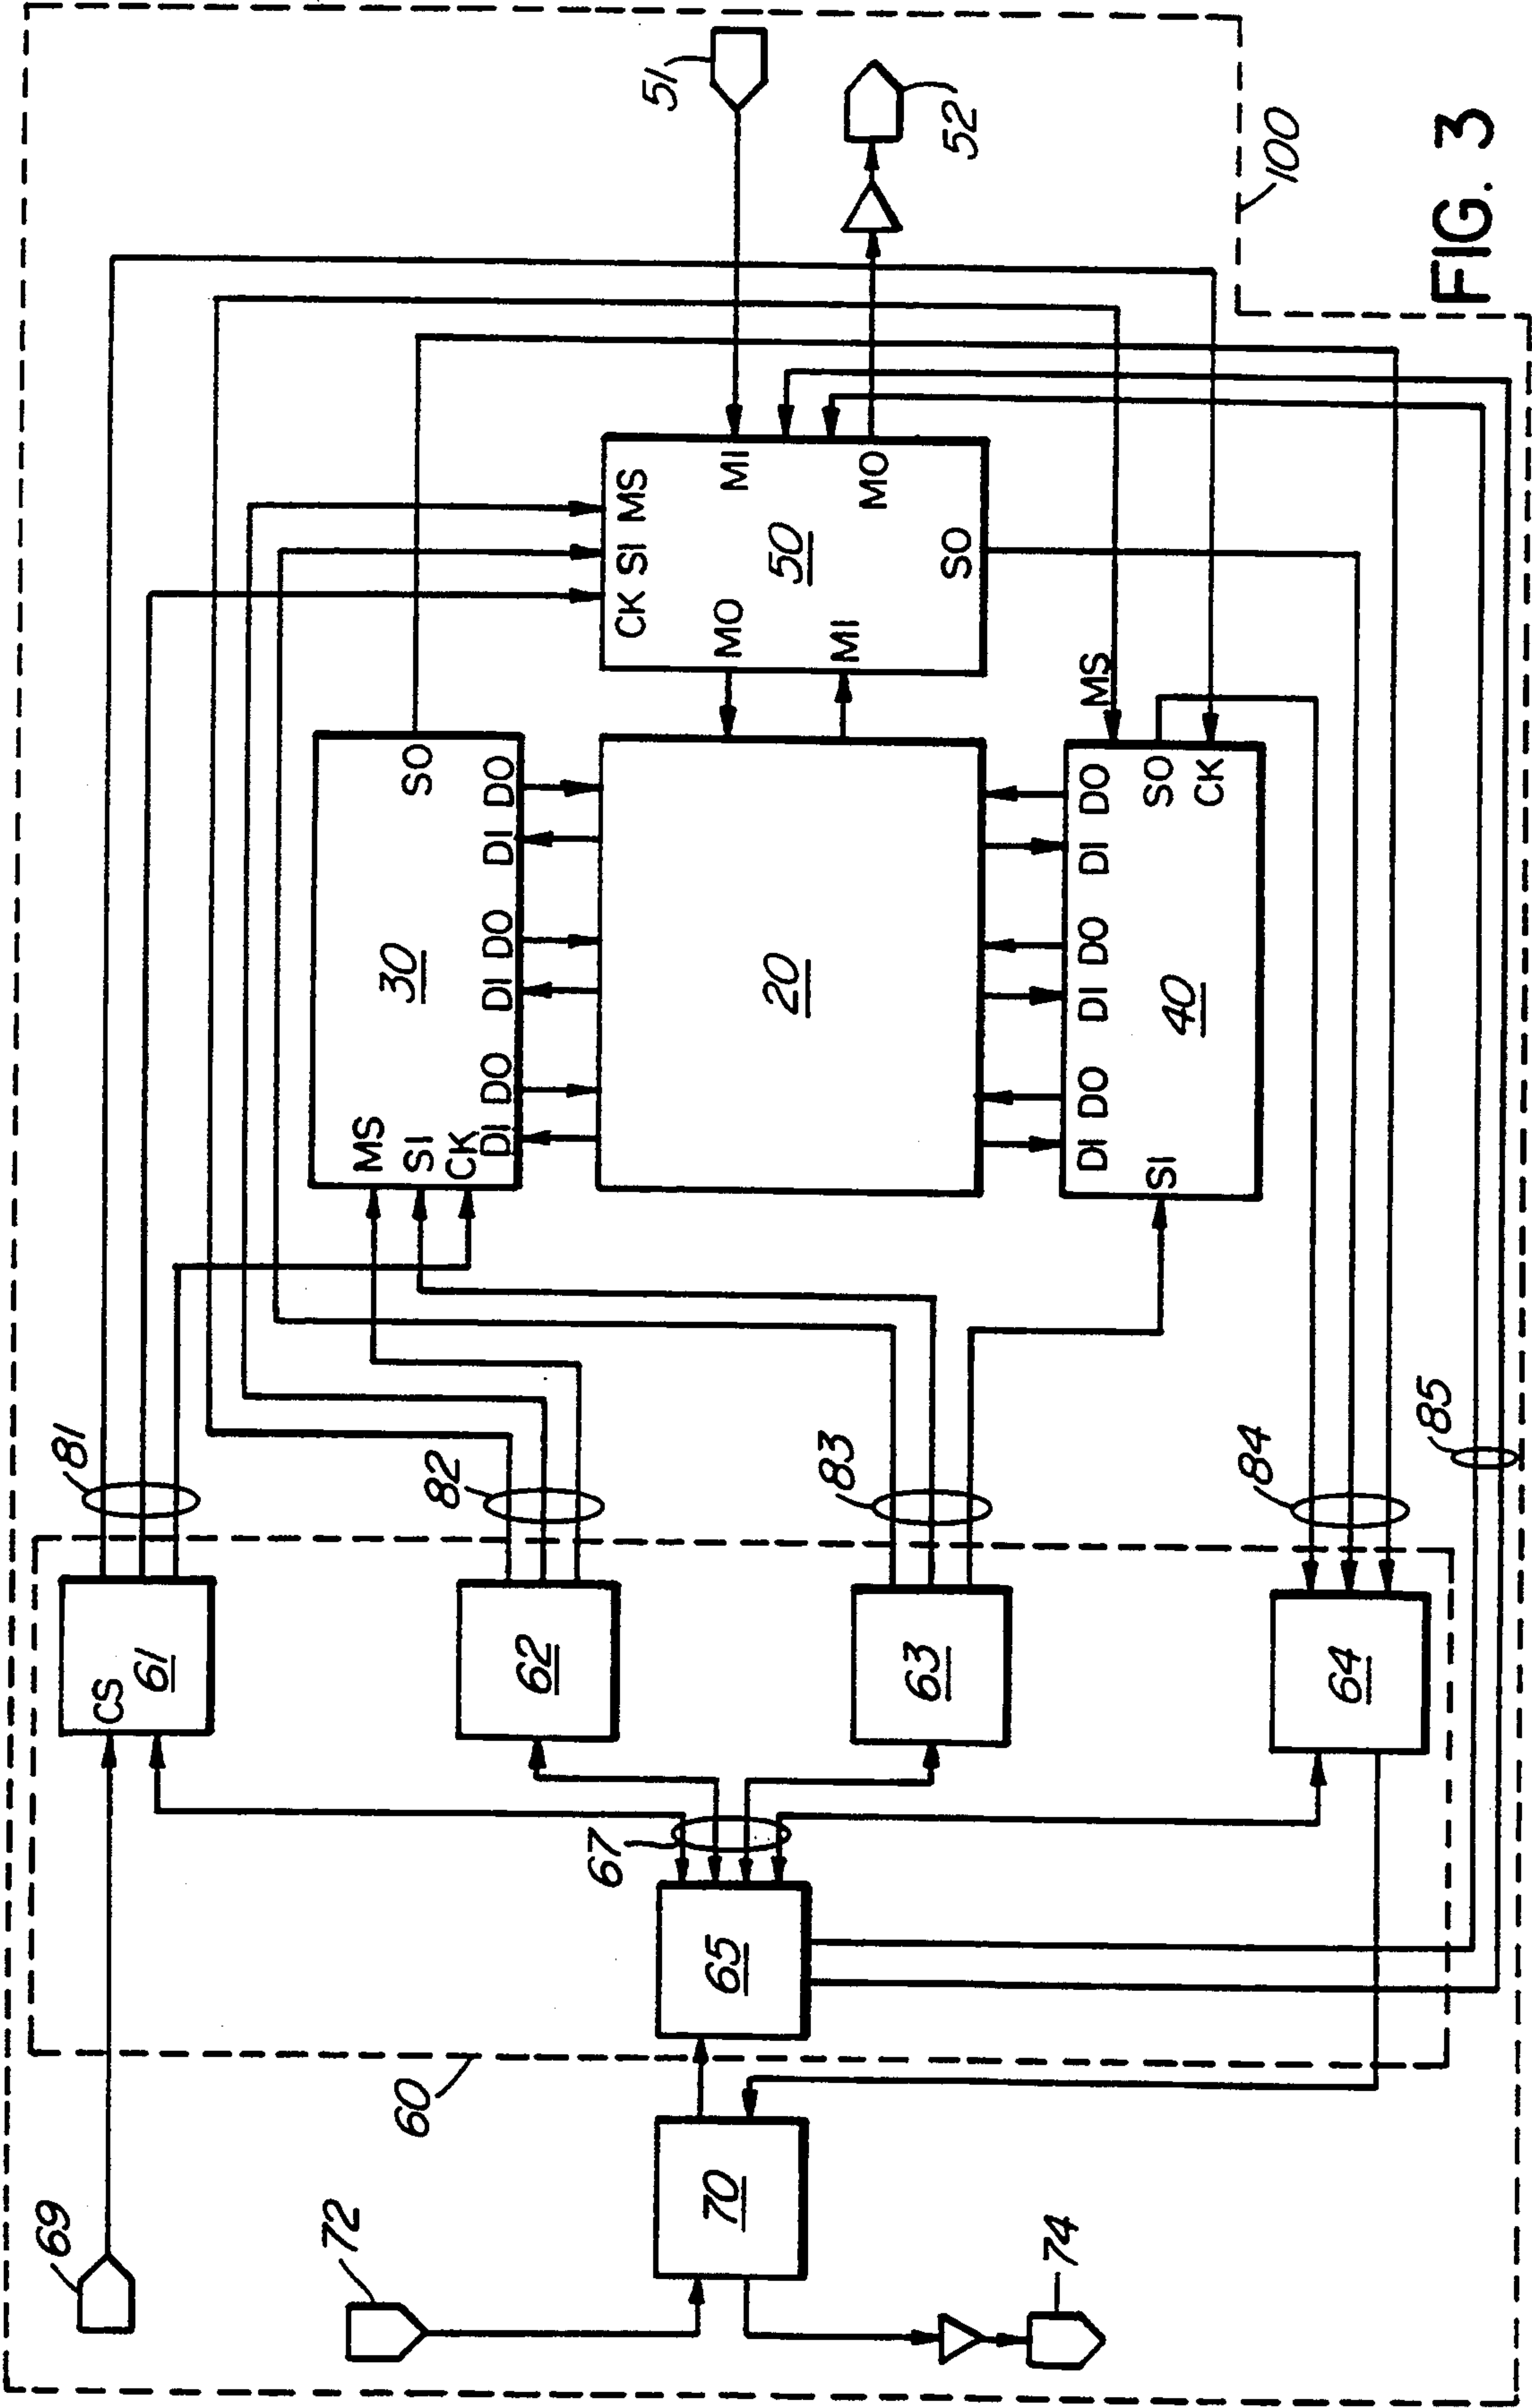 69
81
CS
61
72
MS
30
SO
60
SI
82
CK
DI DO DI DO DI DO
62
67
CK SI MS
51
70
65
MO
MI
20
50
83
MI
MO
63
SO
52
74
DI DO DI DO DI DO
MS
SI
SO
40
CK
84
100
64
85
FIG. 3